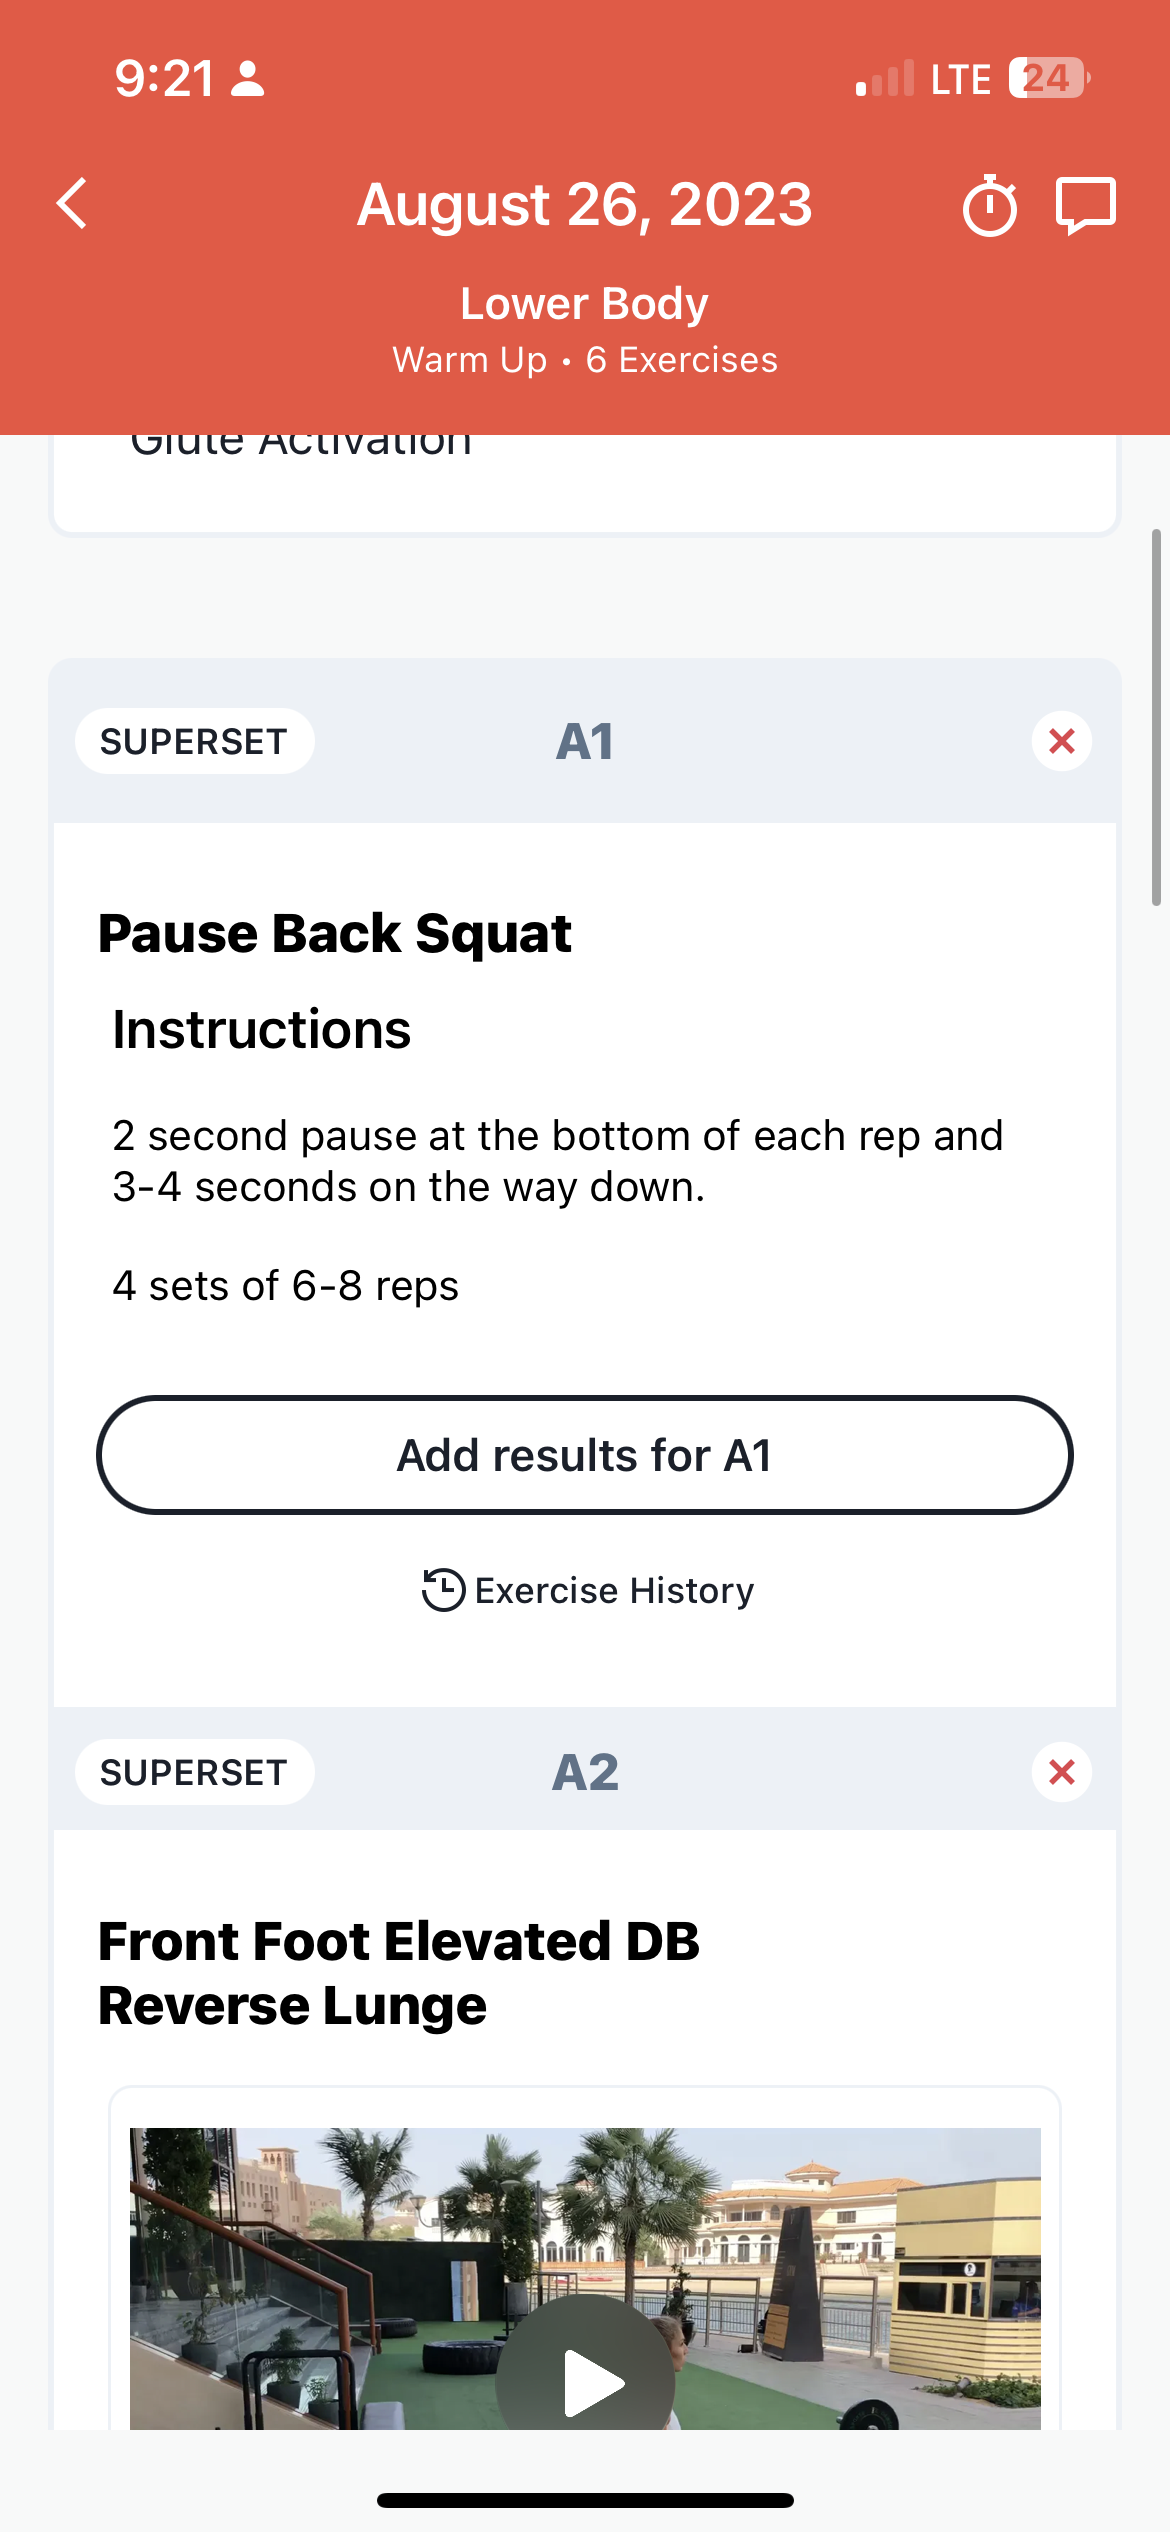 9:21
LTE
24
August 26, 2023
Lower Body
Warm Up • 6 Exercises
Glute Activation
SUPERSET
A1
Pause Back Squat
Instructions
2 second pause at the bottom of each rep and
3-4 seconds on the way down.
4 sets of 6-8 reps
Add results for A1
Exercise History
SUPERSET
A2
Front Foot Elevated DB
Reverse Lunge